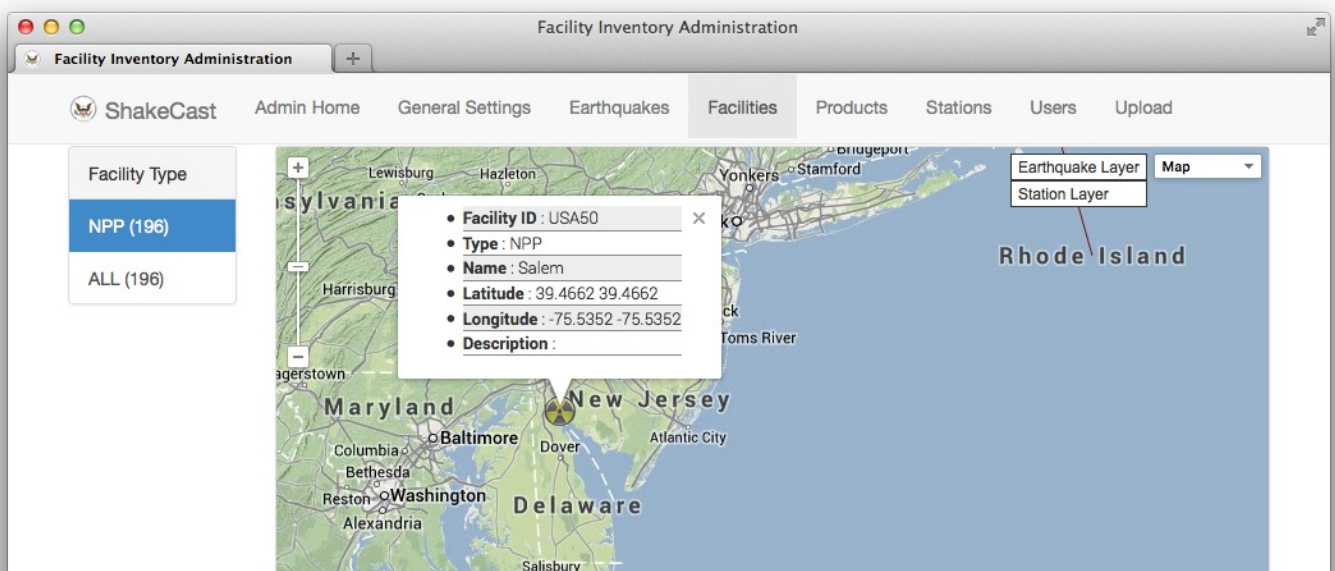 Facility Inventory Administration
Facility Inventory Administration
ShakeCast Admin Home General Settings Earthquakes Facilities Products Stations Users Upload
Facility Type
NPP (196)
ALL (196)
Bridgeport
Lewisburg
Hazleton
Yonkers
Stamford
Earthquake Layer
Map
Station Layer
sylvania
Facility ID : USA50
Type : NPP
Name : Salem
Latitude : 39.4662 39.4662
Longitude : -75.5352 -75.5352
Description :
Rhode Island
Harrisburg
ck
Toms River
agerstown
Maryland
New Jersey
Baltimore
Dover
Atlantic City
Columbia
Bethesda
Reston
Washington
Delaware
Alexandria
Salisbury